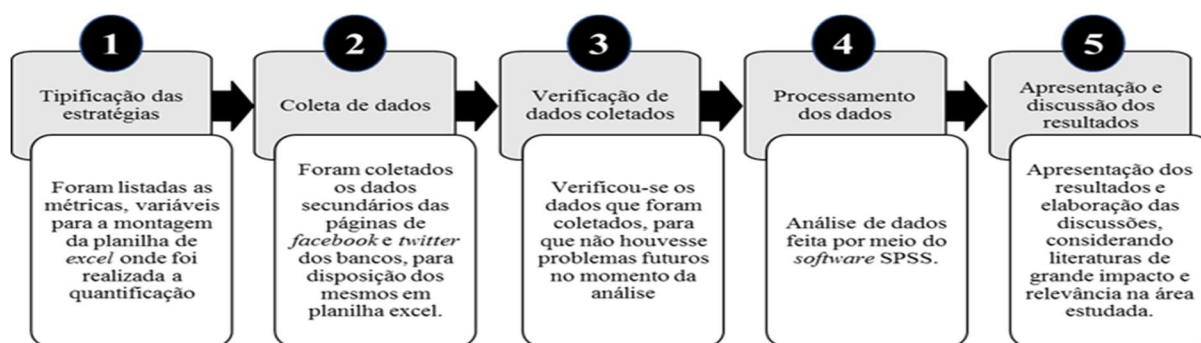 1
Tipificação das
estratégias
Foram listadas as
métricas, variáveis
para a montagem
da planilha de
excel onde foi
realizada a
quantificação
2
Coleta de dados
Foram coletados
os dados
secundários das
páginas de
facebook e twitter
dos bancos, para
disposição dos
mesmos em
planilha excel.
3
Verificação de
dados coletados
Verificou-se os
dados que foram
coletados, para
que não houvesse
problemas futuros
no momento da
análise
4
Processamento
dos dados
Análise de dados
feita por meio do
software SPSS.
5
Apresentação e
discussão dos
resultados
Apresentação dos
resultados e
elaboração das
discussões,
considerando
literaturas de
grande impacto e
relevância na área
estudada.